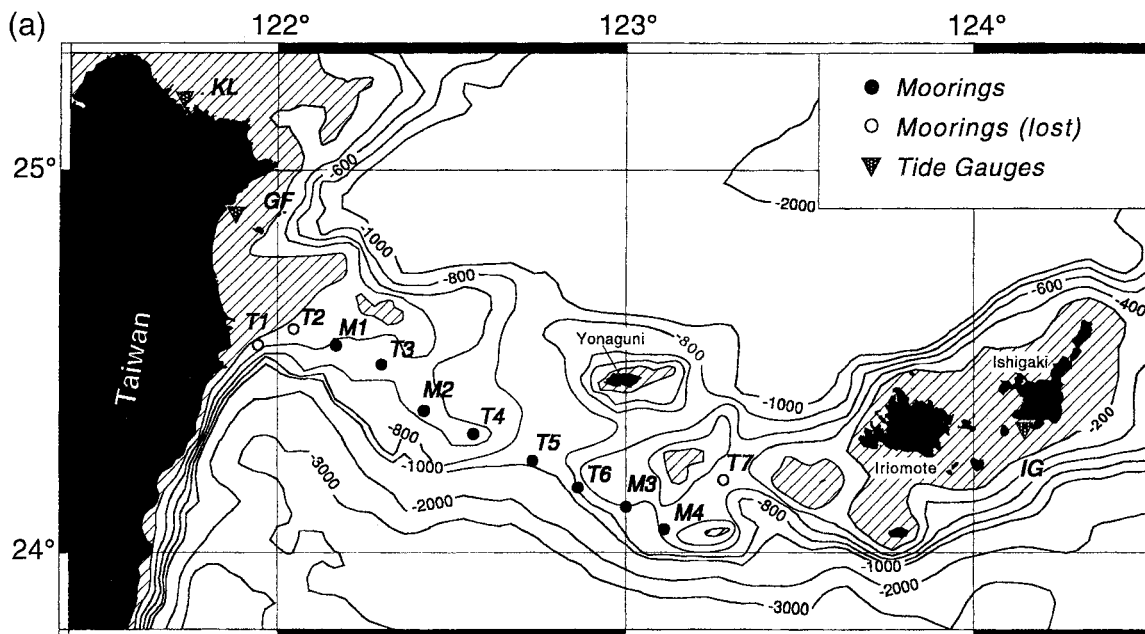 (a)
122° 123° 124°
KL
Moorings
Moorings (lost)
Tide Gauges
25°
-600
-2000
GF
-1000
-800
-600
-400
T1 T2 M1
T3
Yonaguni
-800
Ishigaki
Taiwan
M2
T4
-1000
-200
-800
-1000
T5
T6
M3
T7
M4
Iriomote
IG
-3000
-2000
-800
24°
-1000
-2000
-3000